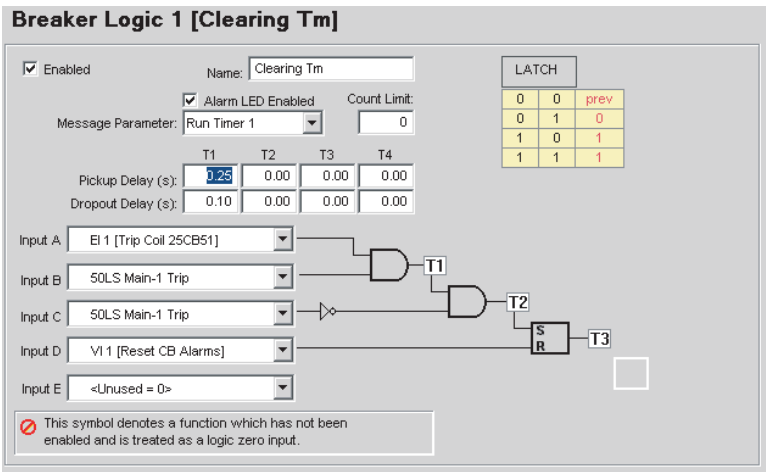 Breaker Logic 1 [Clearing Tm]
Enabled
Name: Clearing Tm
LATCH
Alarm LED Enabled Count Limit:
Message Parameter: Run Timer 1 0
0 0 prev
0 1 0
1 0 1
1 1 1
T1 T2 T3 T4
Pickup Delay (s): 0.25 0.00 0.00 0.00
Dropout Delay (s): 0.10 0.00 0.00 0.00
Input A EI 1 [Trip Coil 25CB51]
T1
Input B 50LS Main-1 Trip
T2
Input C 50LS Main-1 Trip
S
R
T3
Input D VI 1 [Reset CB Alarms]
Input E <Unused = 0>
This symbol denotes a function which has not been
enabled and is treated as a logic zero input.